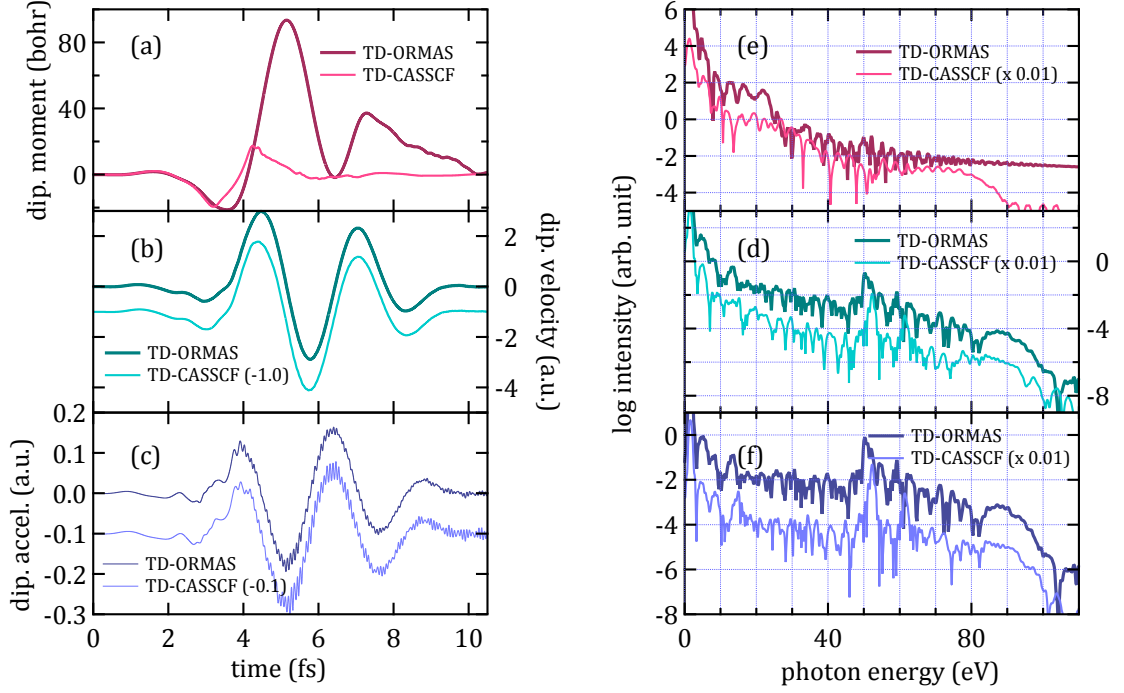 dip. moment (bohr)
80
40
0
(a)
TD-ORMAS
TD-CASSCF
(b)
TD-ORMAS
TD-CASSCF (-1.0)
2
0
-2
-4
dip. velocity (a.u.)
dip. accel. (a.u.)
0.2
0.1
0.0
-0.1
-0.2
-0.3
(c)
TD-ORMAS
TD-CASSCF (-0.1)
0
2
4
6
8
10
time (fs)
log intensity (arb. unit)
6
4
2
0
-2
-4
(e)
TD-ORMAS
TD-CASSCF (x 0.01)
(d)
TD-ORMAS
TD-CASSCF (x 0.01)
0
-4
-8
0
-2
-4
-6
-8
(f)
TD-ORMAS
TD-CASSCF (x 0.01)
0
40
80
photon energy (eV)